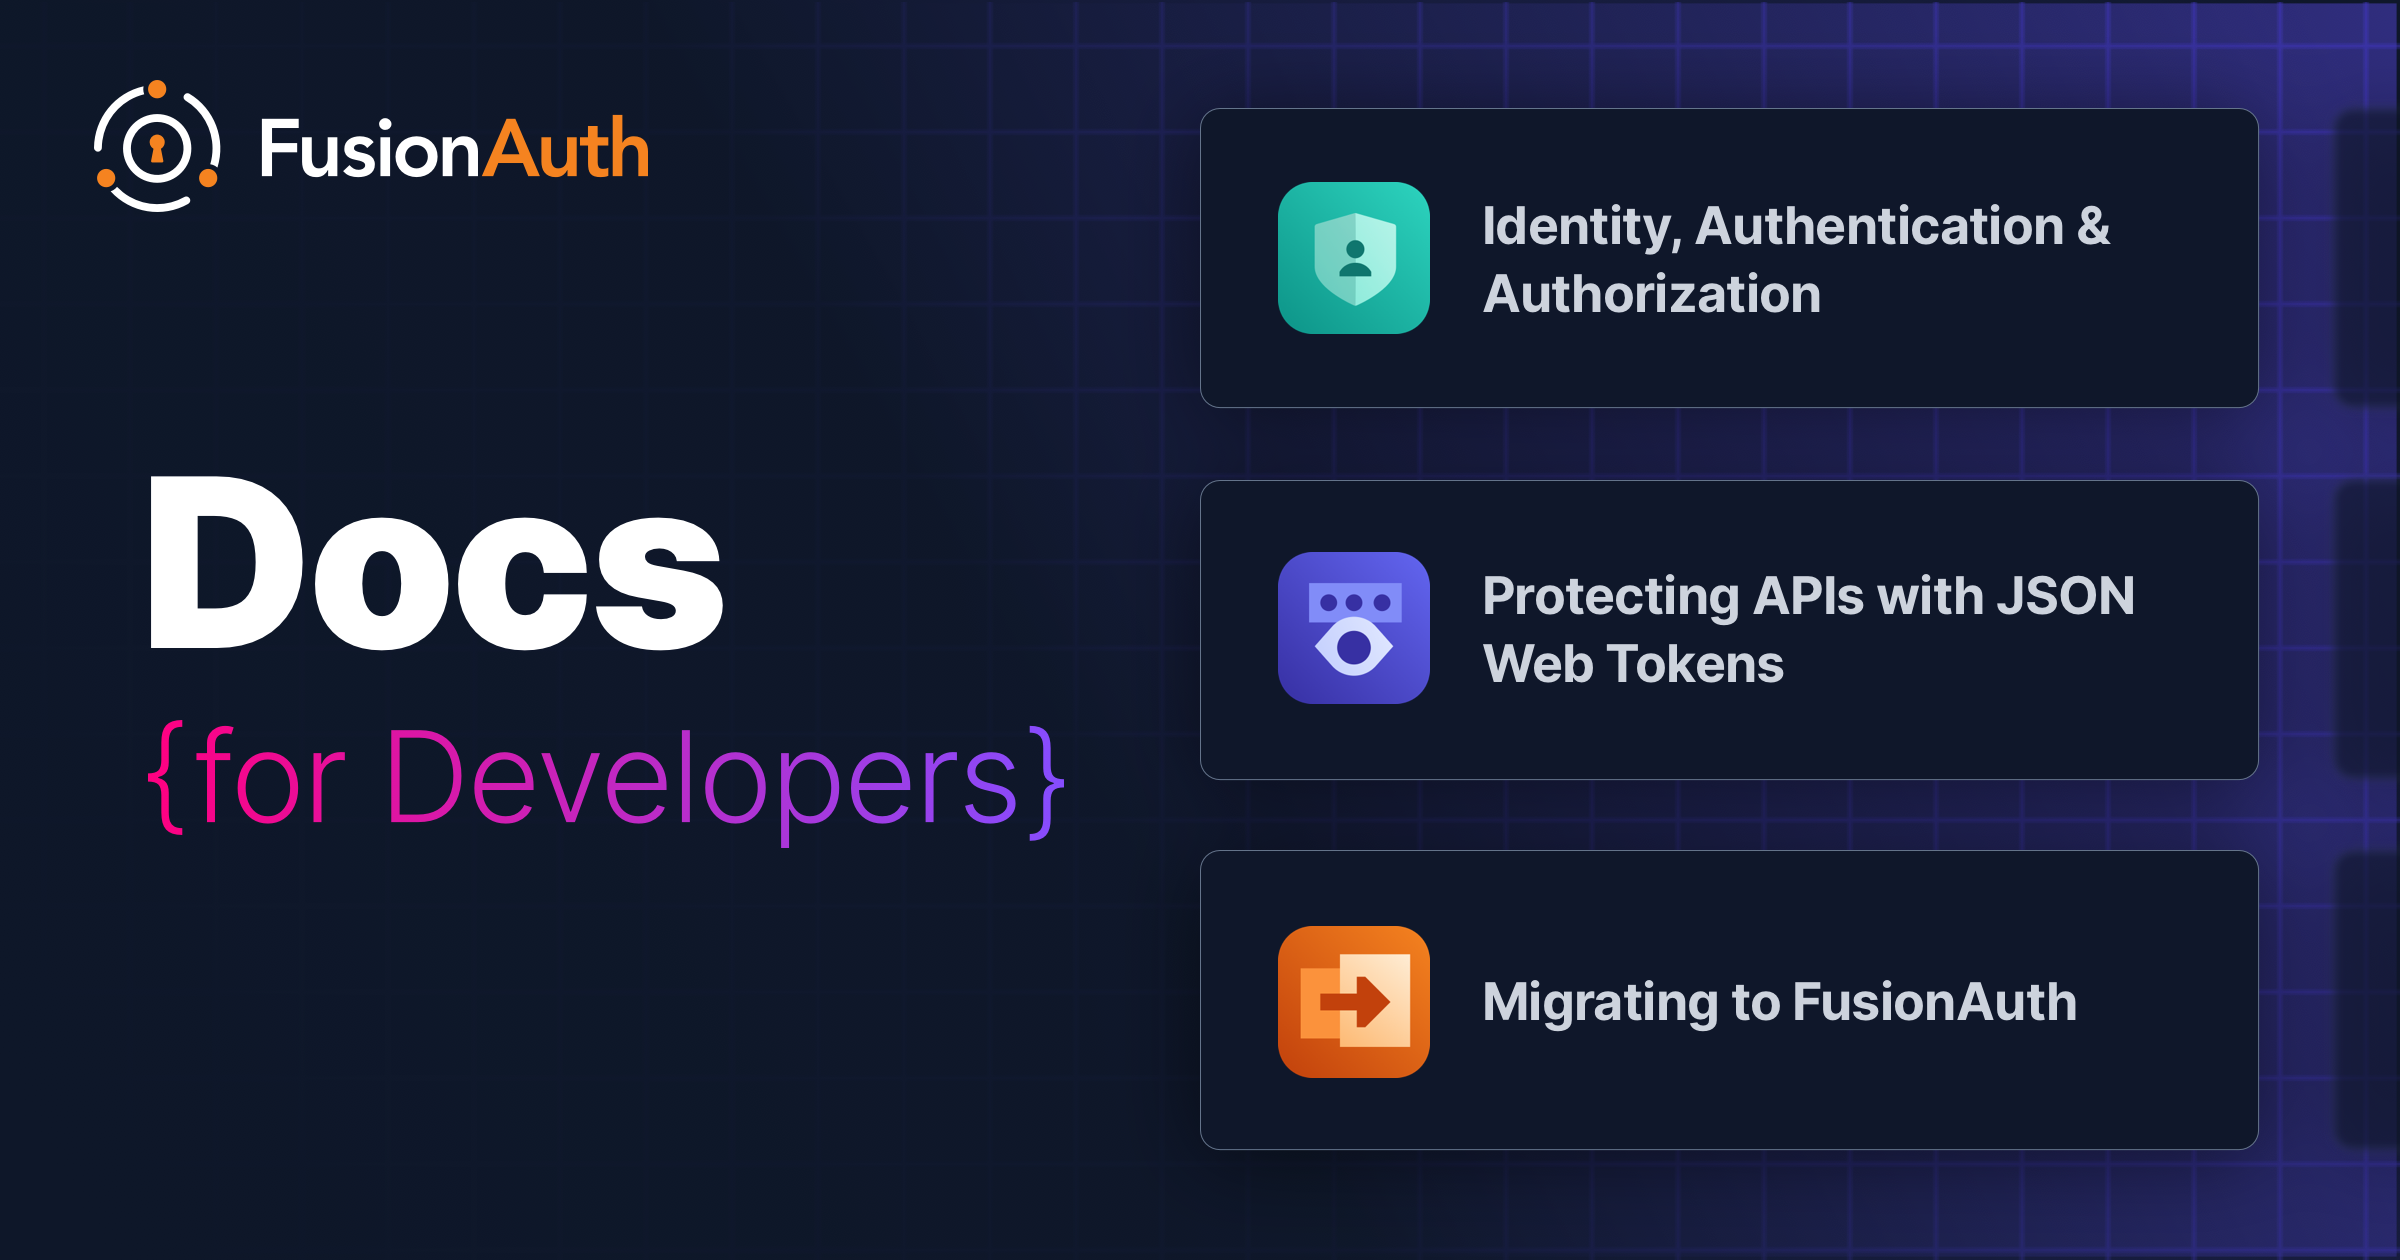 FusionAuth
Docs
{for Developers}
Identity, Authentication &
Authorization
Protecting APIs with JSON
Web Tokens
Migrating to FusionAuth